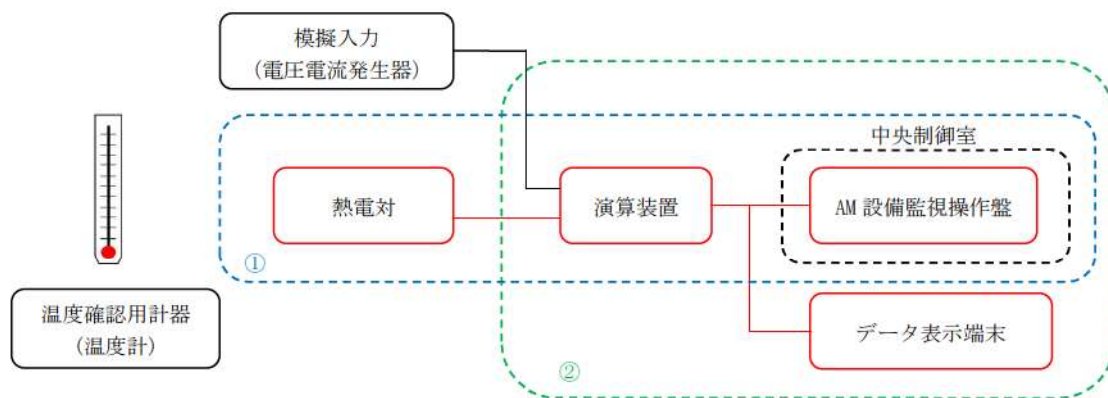 模擬入力
(電圧電流発生器)
中央制御室
熱電対
演算装置
AM 設備監視操作盤
①
温度確認用計器
(温度計)
データ表示端末
②